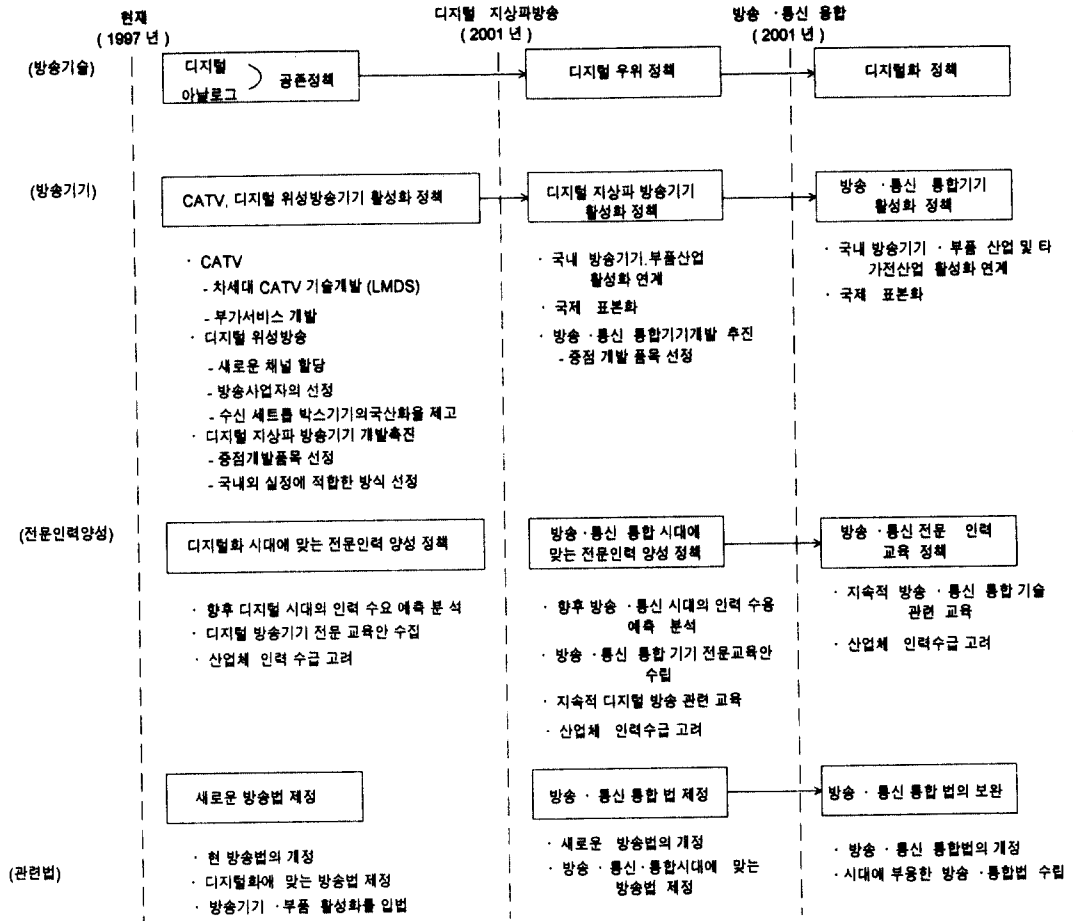 현재
(1997년)
디지털 지상파방송
(2001년)
방송 ·통신 융합
(2001년)
(방송기술)
디지털
아날로그
공존정책
디지털 우위 정책
디지털화 정책
(방송기기)
CATV, 디지털 위성방송기기 활성화 정책
디지털 지상파 방송기기
활성화 정책
방송 ·통신 통합기기
활성화 정책
· CATV
- 차세대 CATV 기술개발 (LMDS)
- 부가서비스 개발
· 디지털 위성방송
- 새로운 채널 할당
- 방송사업자의 선정
- 수신 세트톱 박스기기의국산화율 제고
· 디지털 지상파 방송기기 개발촉진
- 중점개발품목 선정
- 국내외 실정에 적합한 방식 선정
· 국내 방송기기.부품산업
활성화 연계
· 국제 표본화
· 방송 ·통신 통합기기개발 추진
- 중점 개발 품목 선정
· 국내 방송기기 · 부품 산업 및 타
가전산업 활성화 연계
· 국제 표본화
(전문인력양성)
디지털화 시대에 맞는 전문인력 양성 정책
방송 ·통신 통합 시대에
맞는 전문인력 양성 정책
방송 ·통신 전문 인력
교육 정책
· 향후 디지털 시대의 인력 수요 예측 분 석
· 디지털 방송기기 전문 교육안 수집
· 산업체 인력 수급 고려
· 향후 방송 ·통신 시대의 인력 수용
예측 분석
· 방송 ·통신 통합 기기 전문교육안
수립
· 지속적 디지털 방송 관련 교육
· 산업체 인력수급 고려
· 지속적 방송 ·통신 통합 기술
관련 교육
· 산업체 인력수급 고려
(관련법)
새로운 방송법 제정
방송 · 통신 통합 법 제정
방송 · 통신 통합 법의 보완
· 현 방송법의 개정
· 디지털화에 맞는 방송법 제정
· 방송기기 ·부품 활성화를 입법
· 새로운 방송법의 개정
· 방송 ·통신·통합시대에 맞는
방송법 제정
· 방송 ·통신 통합법의 개정
·시대에 부용한 방송 ·통합법 수립